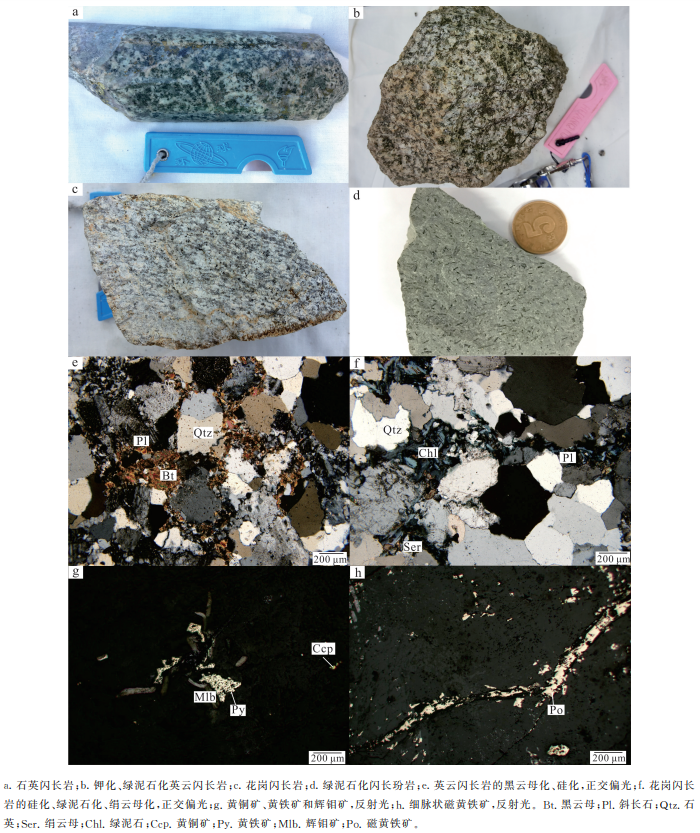 a
b
c
d
e
Qtz
Pl
Bt
200 μm
f
Qtz
Chl
Pl
Ser
200 μm
g
Ccp
Mlb
Py
200 μm
h
Po
200 μm
a. 石英闪长岩;b. 钾化、绿泥石化英云闪长岩;c. 花岗闪长岩;d. 绿泥石化闪长玢岩;e. 英云闪长岩的黑云母化、硅化,正交偏光;f. 花岗闪长
岩的硅化、绿泥石化、绢云母化,正交偏光;g. 黄铜矿、黄铁矿和辉钼矿,反射光;h. 细脉状磁黄铁矿,反射光。Bt. 黑云母;Pl. 斜长石;Qtz. 石
英;Ser. 绢云母;Chl. 绿泥石;Ccp. 黄铜矿;Py. 黄铁矿;Mlb. 辉钼矿;Po. 磁黄铁矿。